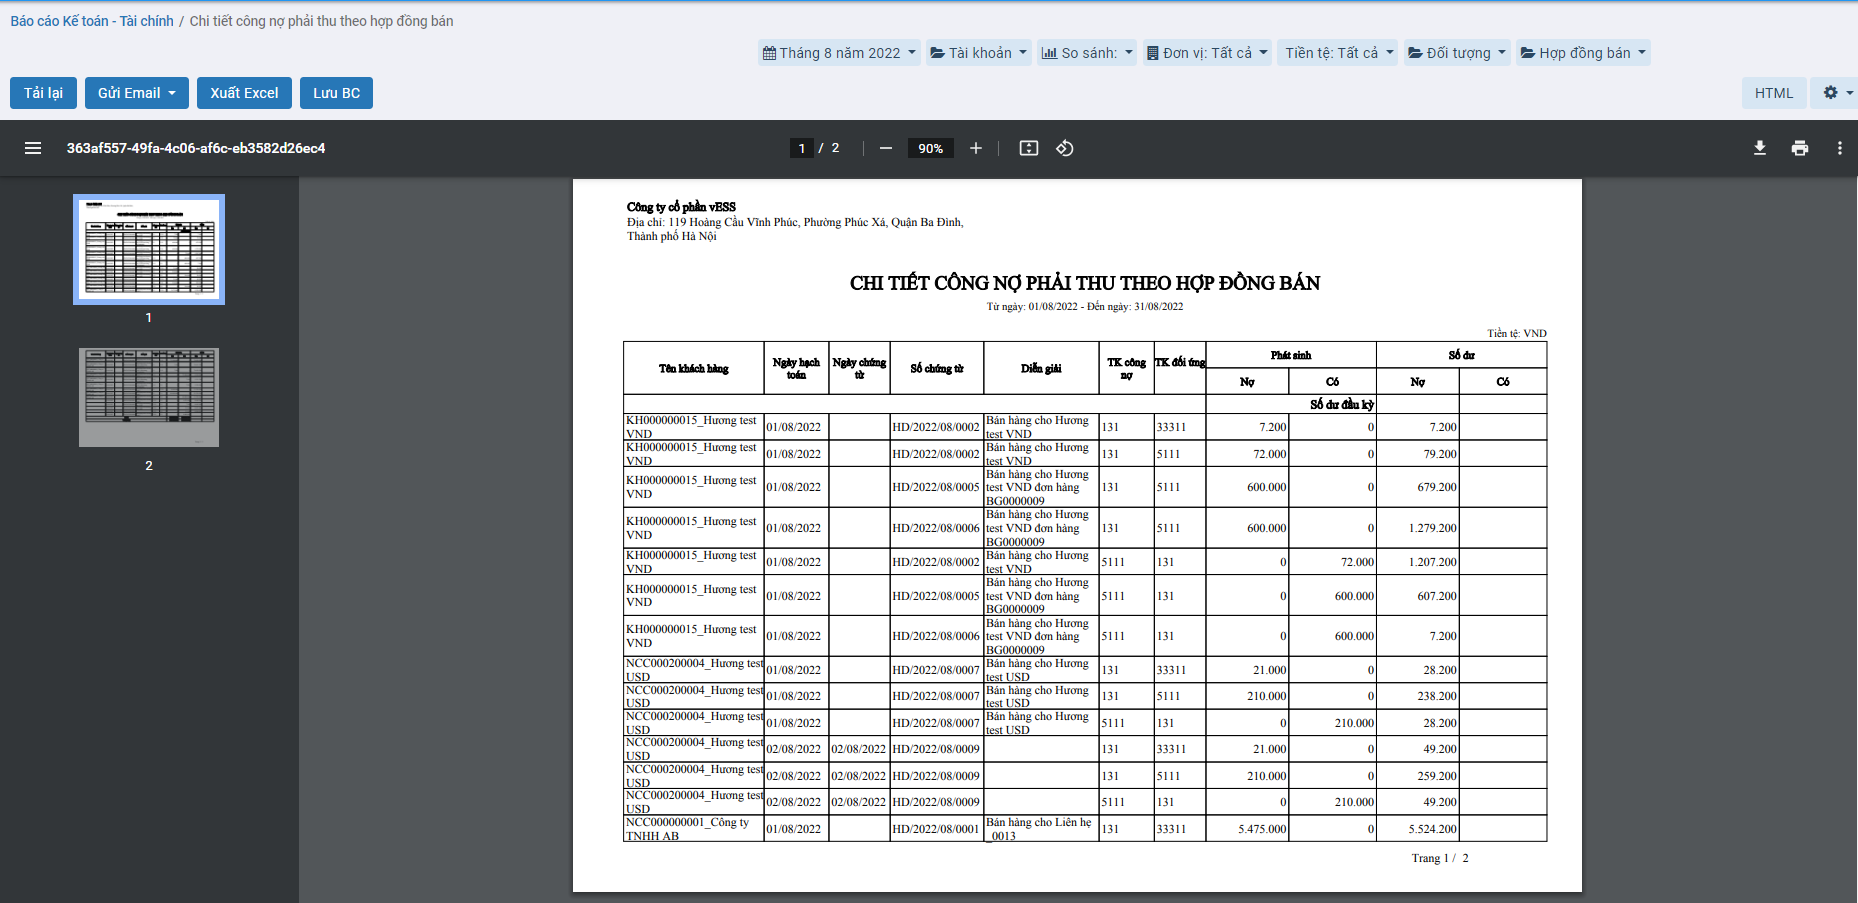 Báo cáo Kế toán - Tài chính / Chi tiết công nợ phải thu theo hợp đồng bán
Tháng 8 năm 2022 Tài khoản So sánh: Đơn vị: Tất cả Tiền tệ: Tất cả Đối tượng Hợp đồng bán
Tải lại Gửi Email Xuất Excel Lưu BC HTML
363af557-49fa-4c06-af6c-eb3582d26ec4 1 / 2 90%
1
2
Công ty cổ phần vESS
Địa chỉ: 119 Hoàng Cầu Vĩnh Phúc, Phường Phúc Xá, Quận Ba Đình,
Thành phố Hà Nội
CHI TIẾT CÔNG NỢ PHẢI THU THEO HỢP ĐỒNG BÁN
Từ ngày: 01/08/2022 - Đến ngày: 31/08/2022
Tiền tệ: VND
Tên khách hàng Ngày hạch toán Ngày chứng từ Số chứng từ Diễn giải TK công nợ TK đối ứng Phát sinh Số dư
Nợ Có Nợ Có
Số dư đầu kỳ
KH000000015_Hương test VND 01/08/2022 HD/2022/08/0002 Bán hàng cho Hương test VND 131 33311 7.200 0 7.200
KH000000015_Hương test VND 01/08/2022 HD/2022/08/0002 Bán hàng cho Hương test VND 131 5111 72.000 0 79.200
KH000000015_Hương test VND 01/08/2022 HD/2022/08/0005 Bán hàng cho Hương test VND đơn hàng BG0000009 131 5111 600.000 0 679.200
KH000000015_Hương test VND 01/08/2022 HD/2022/08/0006 Bán hàng cho Hương test VND đơn hàng BG0000009 131 5111 600.000 0 1.279.200
KH000000015_Hương test VND 01/08/2022 HD/2022/08/0002 Bán hàng cho Hương test VND 5111 131 0 72.000 1.207.200
KH000000015_Hương test VND 01/08/2022 HD/2022/08/0005 Bán hàng cho Hương test VND đơn hàng BG0000009 5111 131 0 600.000 607.200
KH000000015_Hương test VND 01/08/2022 HD/2022/08/0006 Bán hàng cho Hương test VND đơn hàng BG0000009 5111 131 0 600.000 7.200
NCC000200004_Hương test USD 01/08/2022 HD/2022/08/0007 Bán hàng cho Hương test USD 131 33311 21.000 0 28.200
NCC000200004_Hương test USD 01/08/2022 HD/2022/08/0007 Bán hàng cho Hương test USD 131 5111 210.000 0 238.200
NCC000200004_Hương test USD 01/08/2022 HD/2022/08/0007 Bán hàng cho Hương test USD 5111 131 0 210.000 28.200
NCC000200004_Hương test USD 02/08/2022 02/08/2022 HD/2022/08/0009 131 33311 21.000 0 49.200
NCC000200004_Hương test USD 02/08/2022 02/08/2022 HD/2022/08/0009 131 5111 210.000 0 259.200
NCC000200004_Hương test USD 02/08/2022 02/08/2022 HD/2022/08/0009 5111 131 0 210.000 49.200
NCC000000001_Công ty TNHH AB 01/08/2022 HD/2022/08/0001 Bán hàng cho Liên hệ _0013 131 33311 5.475.000 0 5.524.200
Trang 1 / 2